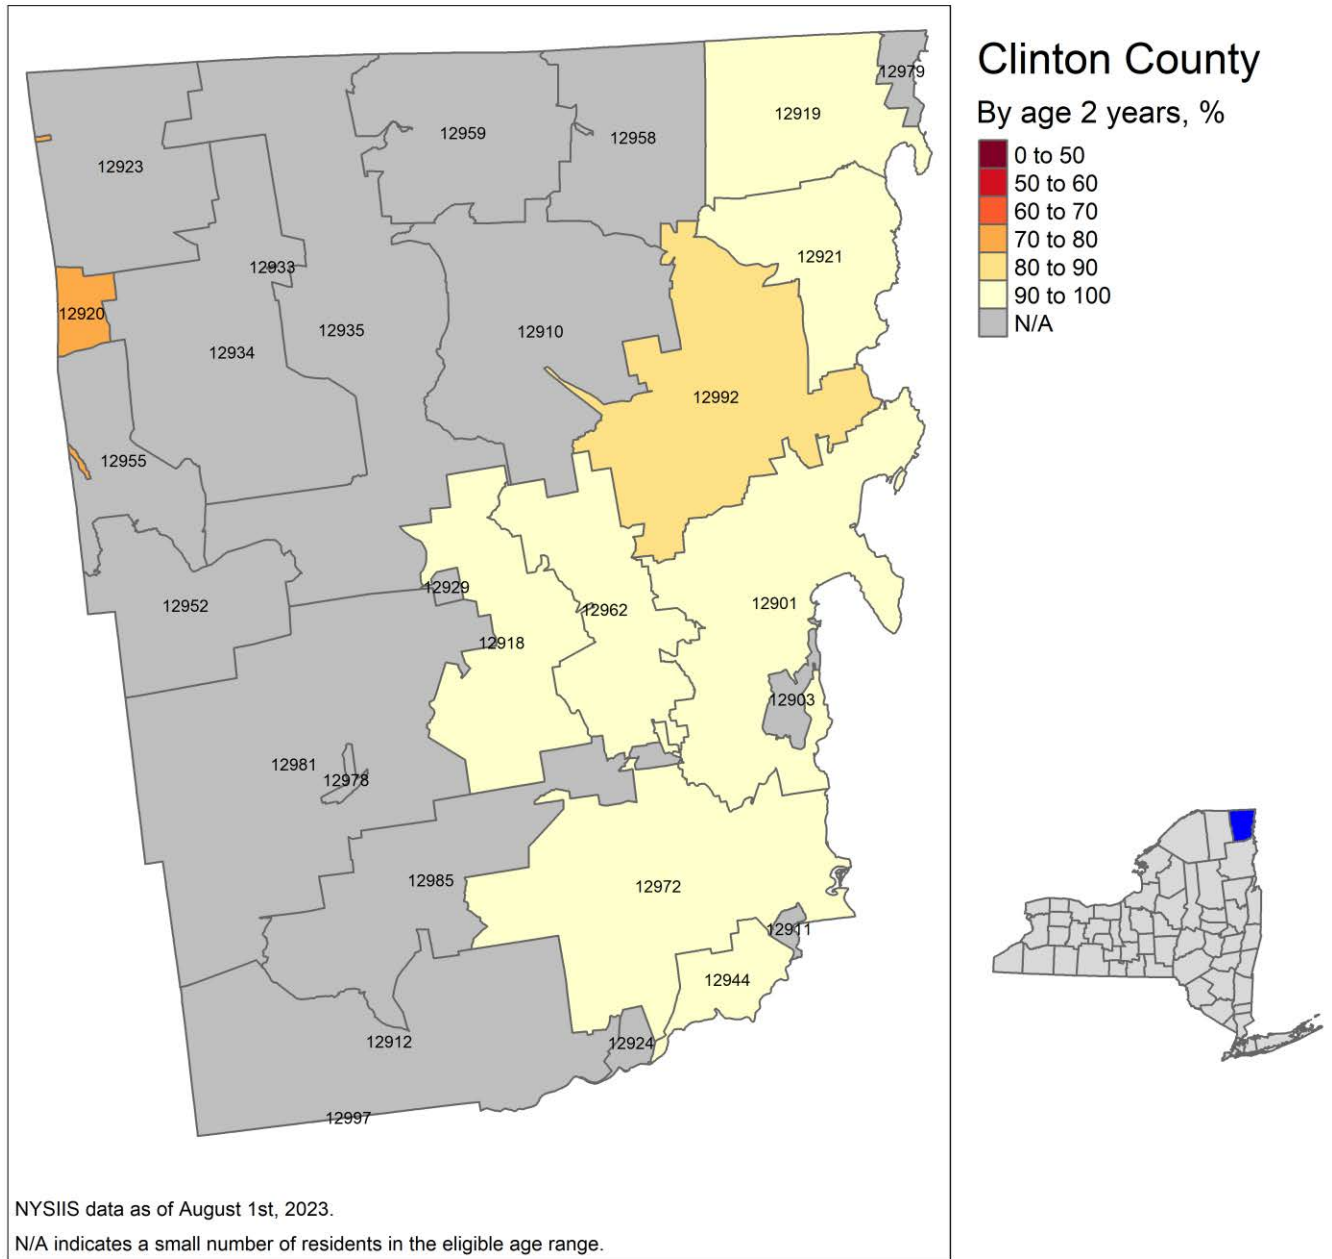 Clinton County
By age 2 years, %
0 to 50
50 to 60
60 to 70
70 to 80
80 to 90
90 to 100
N/A
12979
12919
12959
12958
12923
12921
12933
12920
12935
12910
12934
12992
12955
12929
12952
12962
12901
12918
12903
12981
12978
12985
12972
12911
12944
12912
12924
12997
NYSIIS data as of August 1st, 2023.
N/A indicates a small number of residents in the eligible age range.